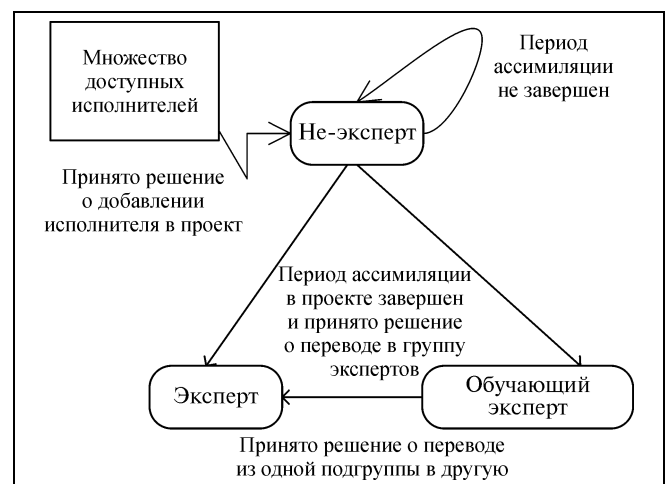 Множество
доступных
исполнителей
Период
ассимиляции
не завершен
Не-эксперт
Принято решение
о добавлении
исполнителя в проект
Период ассимиляции
в проекте завершен
и принято решение
о переводе в группу
экспертов
Эксперт
Обучающий
эксперт
Принято решение о переводе
из одной подгруппы в другую